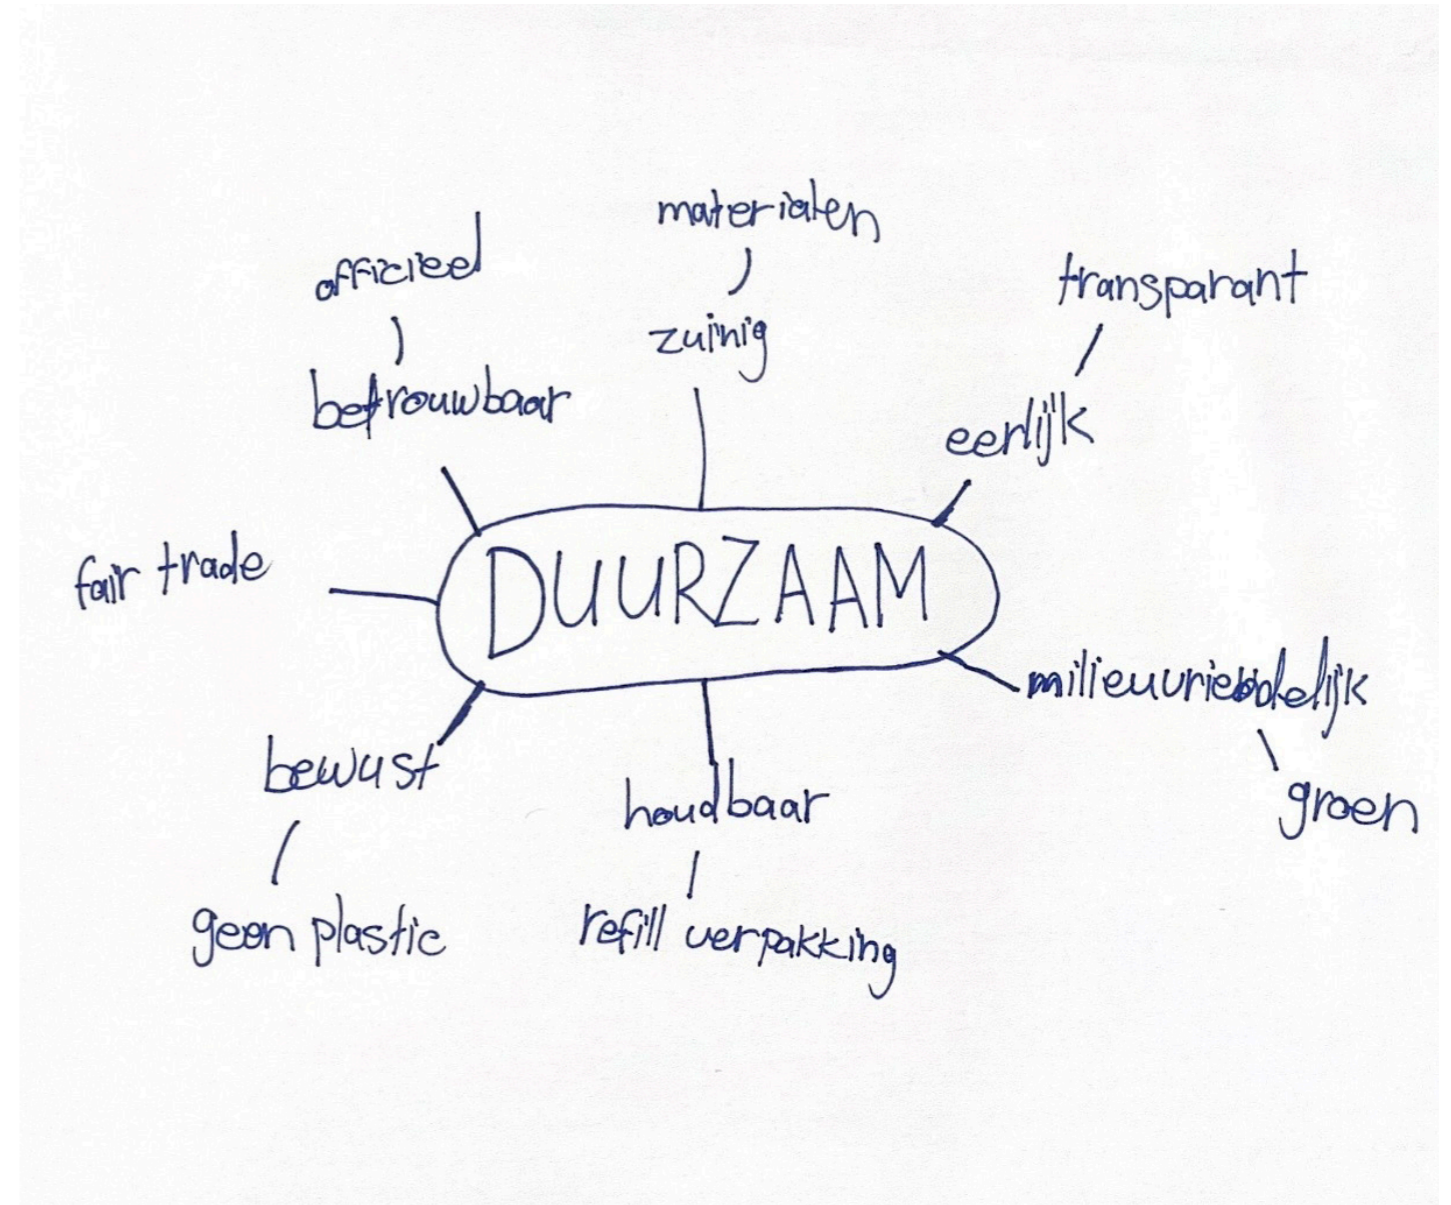 materialen
officieel
transparant
zuinig
betrouwbaar
eerlijk
fair trade
DUURZAAM
milieuvriendelijk
bewust
houdbaar
groen
geen plastic
refill verpakking